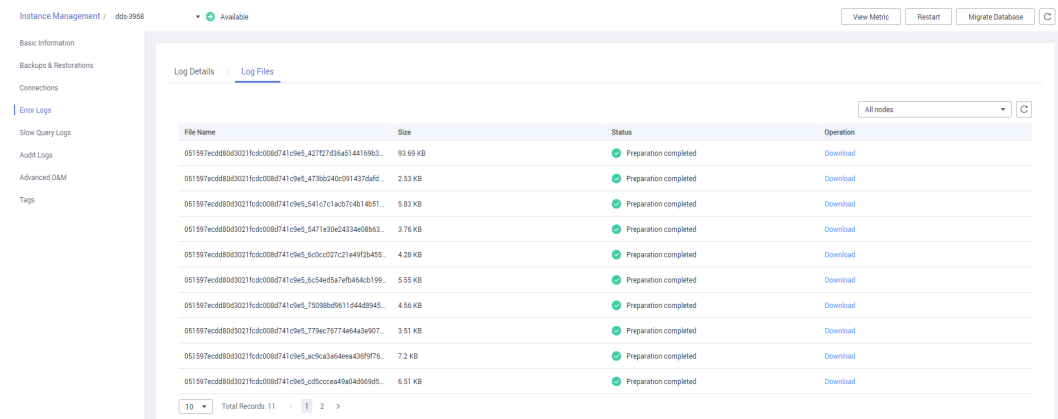 Instance Management / dds-3968 Available View Metric Restart Migrate Database
Basic Information
Backups & Restorations
Connections
Error Logs
Slow Query Logs
Audit Logs
Advanced O&M
Tags
Log Details Log Files
All nodes
File Name Size Status Operation
051597ecdd80d3021fcdc008d741c9e5_427f27d36a5144169b3... 93.69 KB Preparation completed Download
051597ecdd80d3021fcdc008d741c9e5_473bb240c091437dafd... 2.53 KB Preparation completed Download
051597ecdd80d3021fcdc008d741c9e5_541c7c1acb7c4b14b51... 5.83 KB Preparation completed Download
051597ecdd80d3021fcdc008d741c9e5_5471e30e24334e08b63... 3.76 KB Preparation completed Download
051597ecdd80d3021fcdc008d741c9e5_6c0cc027c21e49f2b455... 4.28 KB Preparation completed Download
051597ecdd80d3021fcdc008d741c9e5_6c54ed5a7efb464cb199... 5.55 KB Preparation completed Download
051597ecdd80d3021fcdc008d741c9e5_75098bd9611d44d8945... 4.56 KB Preparation completed Download
051597ecdd80d3021fcdc008d741c9e5_779ec76774e64a3e907... 3.51 KB Preparation completed Download
051597ecdd80d3021fcdc008d741c9e5_ac9ca3a64eea436f9f76... 7.2 KB Preparation completed Download
051597ecdd80d3021fcdc008d741c9e5_cd5cccea49a04d669d5... 6.51 KB Preparation completed Download
10 Total Records: 11 < 1 2 >